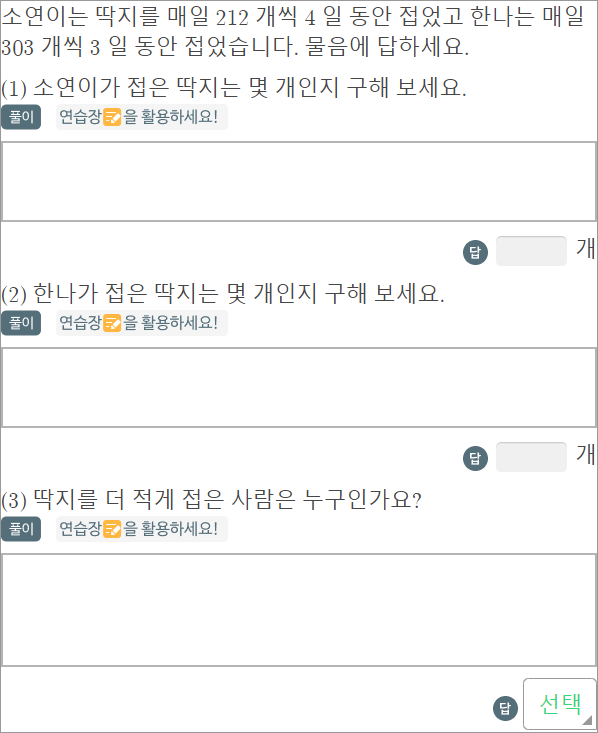 소연이는 딱지를 매일 212 개씩 4 일 동안 접었고 한나는 매일
303 개씩 3 일 동안 접었습니다. 물음에 답하세요.
(1) 소연이가 접은 딱지는 몇 개인지 구해 보세요.
풀이 연습장을 활용하세요!
답 개
(2) 한나가 접은 딱지는 몇 개인지 구해 보세요.
풀이 연습장을 활용하세요!
답 개
(3) 딱지를 더 적게 접은 사람은 누구인가요?
풀이 연습장을 활용하세요!
답 선택